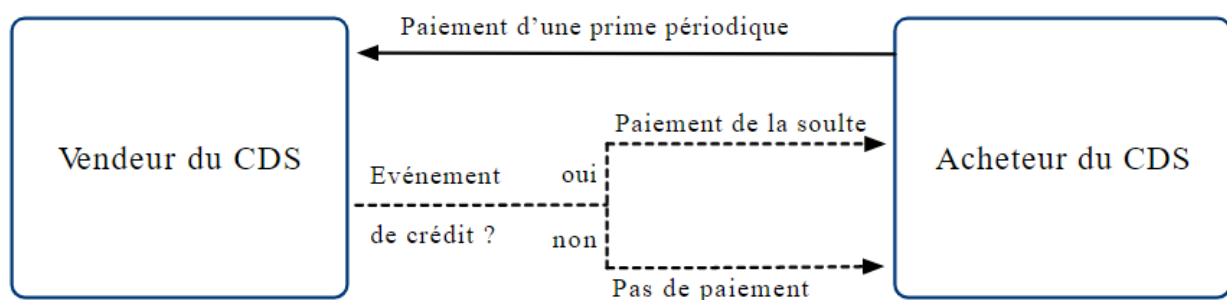 Paiement d’une prime périodique
Vendeur du CDS
Evénement
de crédit ?
oui
non
Paiement de la soulte
Pas de paiement
Acheteur du CDS